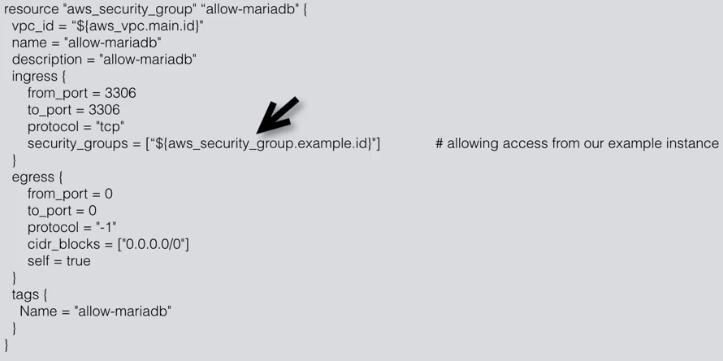 resource "aws_security_group" “allow-mariadb" {
  vpc_id = “${aws_vpc.main.id}"
  name = "allow-mariadb"
  description = "allow-mariadb"
  ingress {
      from_port = 3306
      to_port = 3306
      protocol = "tcp"
      security_groups = [“${aws_security_group.example.id}"]              # allowing access from our example instance
  }
  egress {
      from_port = 0
      to_port = 0
      protocol = "-1"
      cidr_blocks = ["0.0.0.0/0"]
      self = true
  }
  tags {
    Name = "allow-mariadb"
  }
}